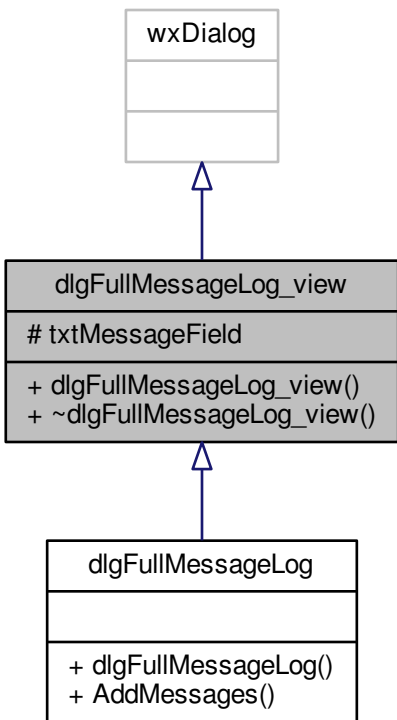 wxDialog
dlgFullMessageLog_view
# txtMessageField
+ dlgFullMessageLog_view()
+ ~dlgFullMessageLog_view()
dlgFullMessageLog
+ dlgFullMessageLog()
+ AddMessages()